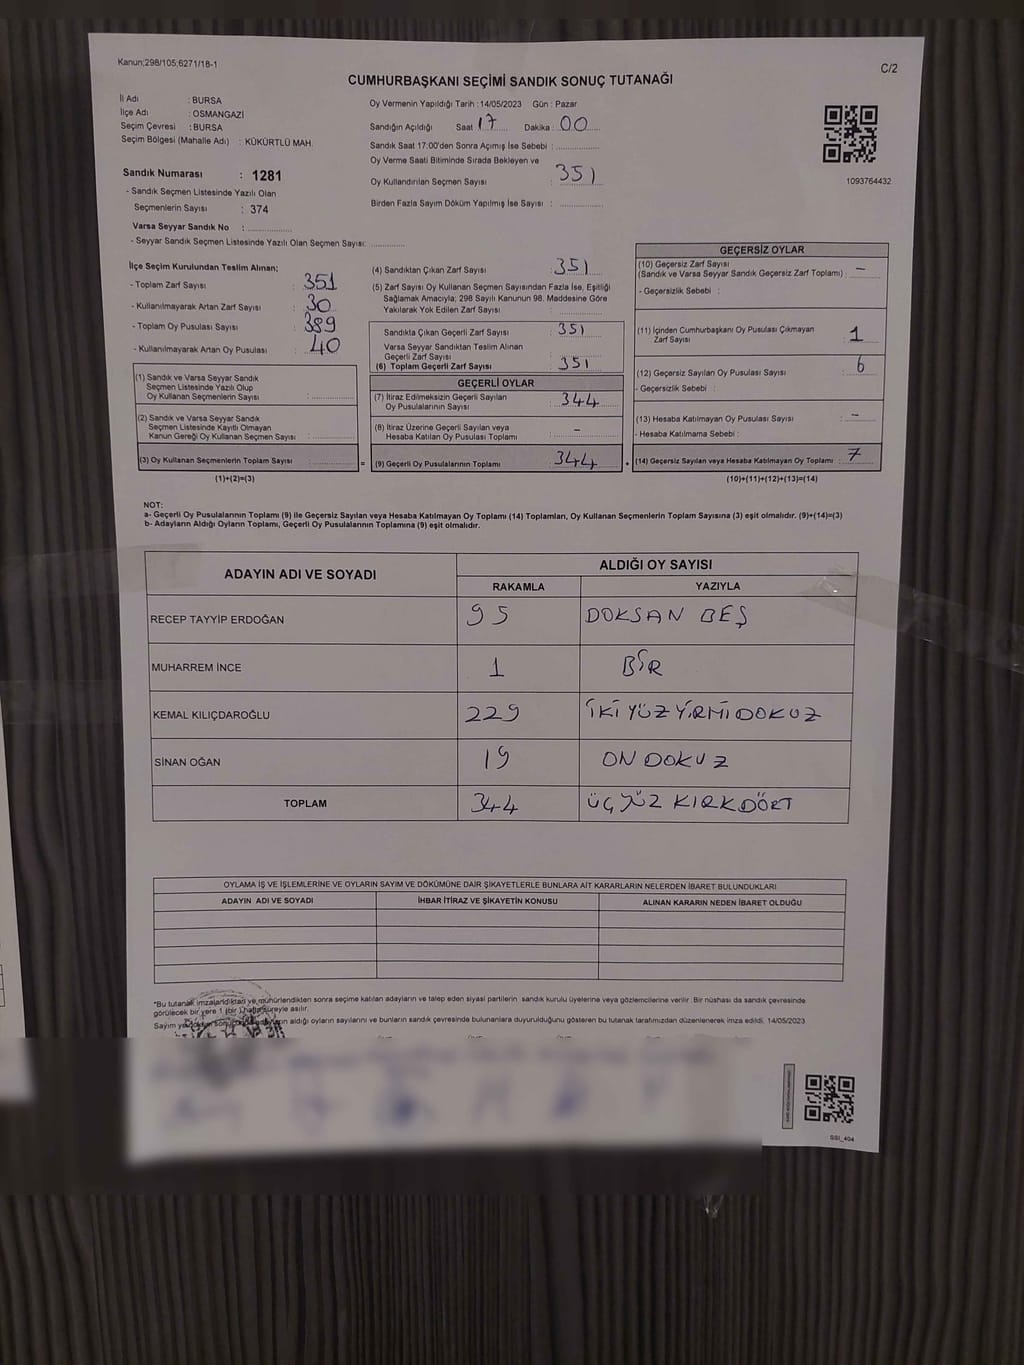 Kanun;298/105;6271/18-1
C/2
CUMHURBAŞKANI SEÇİMİ SANDIK SONUÇ TUTANAĞI
İl Adı : BURSA
İlçe Adı : OSMANGAZİ
Seçim Çevresi : BURSA
Seçim Bölgesi (Mahalle Adı) : KÜKÜRTLÜ MAH.
Sandık Numarası : 1281
- Sandık Seçmen Listesinde Yazılı Olan
Seçmenlerin Sayısı : 374
Varsa Seyyar Sandık No : ..............
- Seyyar Sandık Seçmen Listesinde Yazılı Olan Seçmen Sayısı: ............
Oy Vermenin Yapıldığı Tarih : 14/05/2023 Gün : Pazar
Sandığın Açıldığı Saat 17 Dakika : 00
Sandık Saat 17:00'den Sonra Açımış İse Sebebi : ..............
Oy Verme Saati Bitiminde Sırada Bekleyen ve
Oy Kullandırılan Seçmen Sayısı : 351
Birden Fazla Sayım Döküm Yapılmış İse Sayısı : ..............
1093764432
İlçe Seçim Kurulundan Teslim Alınan;
- Toplam Zarf Sayısı : 351
- Kullanılmayarak Artan Zarf Sayısı : 30
- Toplam Oy Pusulası Sayısı : 389
- Kullanılmayarak Artan Oy Pusulası : 40
(1) Sandık ve Varsa Seyyar Sandık
Seçmen Listesinde Yazılı Olup
Oy Kullanan Seçmenlerin Sayısı : ..............
(2) Sandık ve Varsa Seyyar Sandık
Seçmen Listesinde Kayıtlı Olmayan
Kanun Gereği Oy Kullanan Seçmen Sayısı : ..............
(3) Oy Kullanan Seçmenlerin Toplam Sayısı : ..............
(1)+(2)=(3)
=
(4) Sandıktan Çıkan Zarf Sayısı : 351
(5) Zarf Sayısı Oy Kullanan Seçmen Sayısından Fazla İse, Eşitliği
Sağlamak Amacıyla; 298 Sayılı Kanunun 98. Maddesine Göre
Yakılarak Yok Edilen Zarf Sayısı : ..............
Sandıkta Çıkan Geçerli Zarf Sayısı : 351
Varsa Seyyar Sandıktan Teslim Alınan
Geçerli Zarf Sayısı :
(6) Toplam Geçerli Zarf Sayısı : 351
GEÇERLİ OYLAR
(7) İtiraz Edilmeksizin Geçerli Sayılan
Oy Pusulalarının Sayısı : 344
(8) İtiraz Üzerine Geçerli Sayılan veya
Hesaba Katılan Oy Pusulası Toplamı : -
(9) Geçerli Oy Pusulalarının Toplamı : 344
+
GEÇERSİZ OYLAR
(10) Geçersiz Zarf Sayısı
(Sandık ve Varsa Seyyar Sandık Geçersiz Zarf Toplamı) : -
- Geçersizlik Sebebi :
(11) İçinden Cumhurbaşkanı Oy Pusulası Çıkmayan
Zarf Sayısı : 1
(12) Geçersiz Sayılan Oy Pusulası Sayısı : 6
- Geçersizlik Sebebi :
(13) Hesaba Katılmayan Oy Pusulası Sayısı : -
- Hesaba Katılmama Sebebi :
(14) Geçersiz Sayılan veya Hesaba Katılmayan Oy Toplamı : 7
(10)+(11)+(12)+(13)=(14)
NOT:
a- Geçerli Oy Pusulalarının Toplamı (9) ile Geçersiz Sayılan veya Hesaba Katılmayan Oy Toplamı (14) Toplamları, Oy Kullanan Seçmenlerin Toplam Sayısına (3) eşit olmalıdır. (9)+(14)=(3)
b- Adayların Aldığı Oyların Toplamı, Geçerli Oy Pusulalarının Toplamına (9) eşit olmalıdır.
ADAYIN ADI VE SOYADI ALDIĞI OY SAYISI
RAKAMLA YAZIYLA
RECEP TAYYİP ERDOĞAN 95 DOKSAN BEŞ
MUHARREM İNCE 1 BİR
KEMAL KILIÇDAROĞLU 229 İKİ YÜZ YİRMİ DOKUZ
SİNAN OĞAN 19 ON DOKUZ
TOPLAM 344 ÜÇ YÜZ KIRK DÖRT
OYLAMA İŞ VE İŞLEMLERİNE VE OYLARIN SAYIM VE DÖKÜMÜNE DAİR ŞİKAYETLERLE BUNLARA AİT KARARLARIN NELERDEN İBARET BULUNDUKLARI
ADAYIN ADI VE SOYADI İHBAR İTİRAZ VE ŞİKAYETİN KONUSU ALINAN KARARIN NEDEN İBARET OLDUĞU
*Bu tutanak imzalandıktan ve mühürlendikten sonra seçime katılan adayların ve talep eden siyasi partilerin sandık kurulu üyelerine veya gözlemcilerine verilir. Bir nüshası da sandık çevresinde
görülecek bir yere 1 (bir) hafta süreyle asılır.
Sayım aldığı oyların sayılarını ve bunların sandık çevresinde bulunanlara duyurulduğunu gösteren bu tutanak tarafımızdan düzenlenerek imza edildi. 14/05/2023
SSI_404